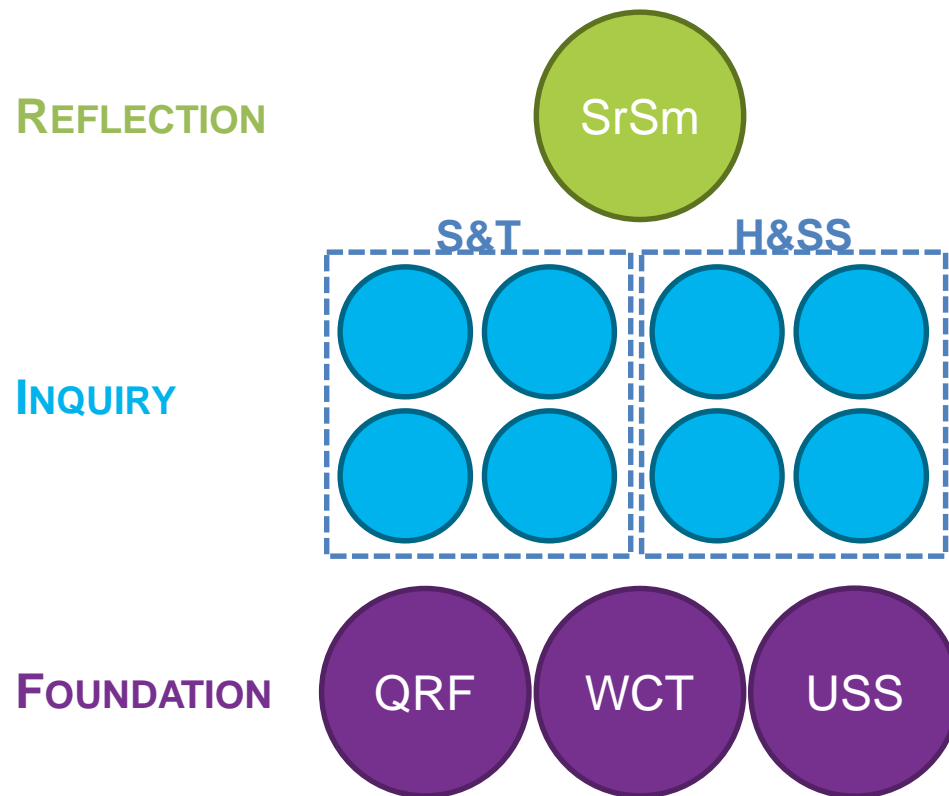 REFLECTION
SrSm
S&T
H&SS
INQUIRY
FOUNDATION
QRF
WCT
USS